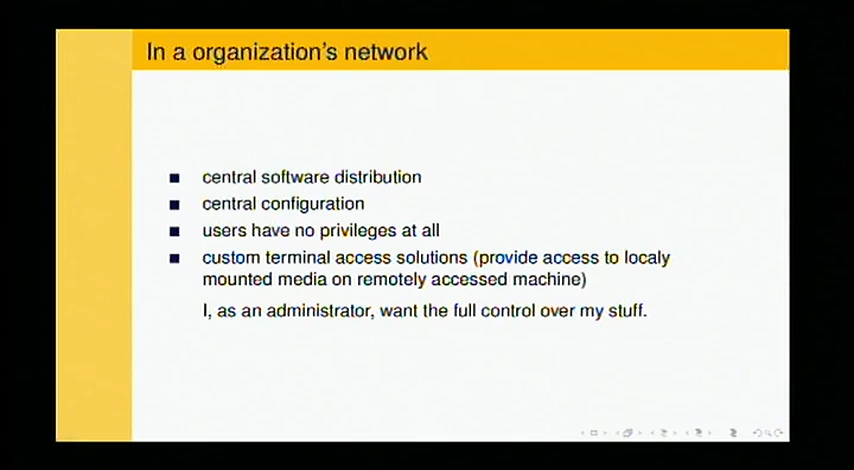 In a organization's network
central software distribution
central configuration
users have no privileges at all
custom terminal access solutions (provide access to localy
mounted media on remotely accessed machine)
I, as an administrator, want the full control over my stuff.